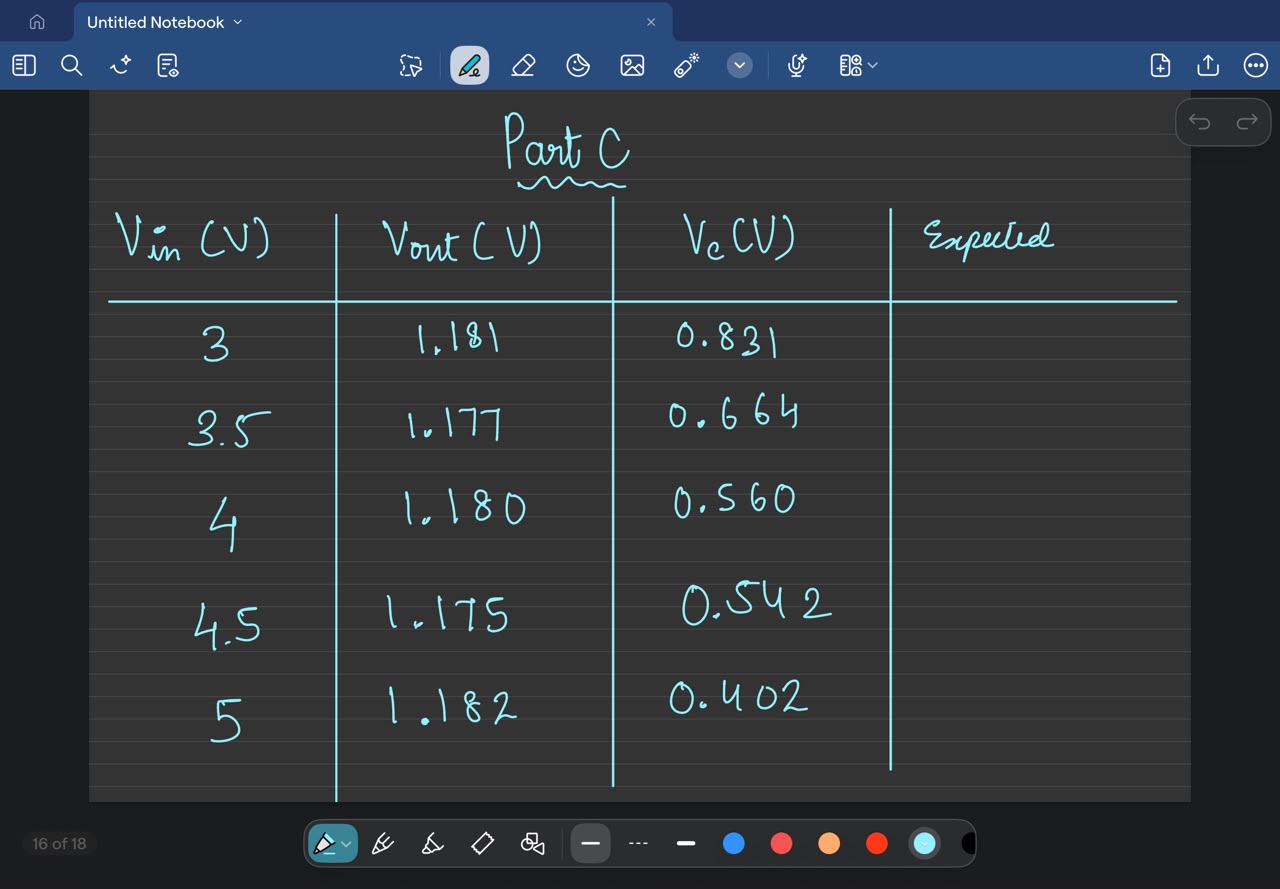 Untitled Notebook
Part C
Vin (V) Vout (V) Vc (V) Expected
3 1.181 0.831
3.5 1.177 0.664
4 1.180 0.560
4.5 1.175 0.542
5 1.182 0.402
16 of 18